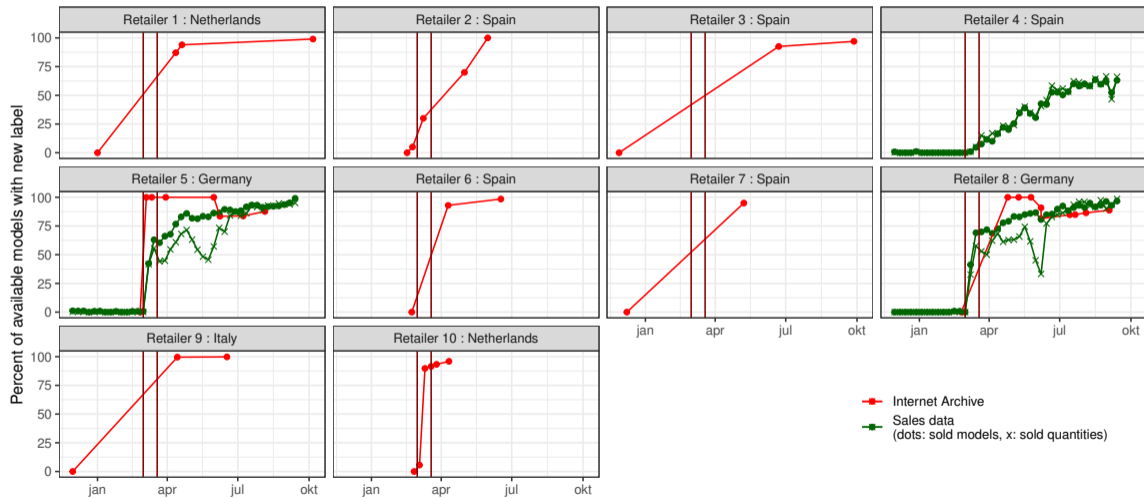 Retailer 1 : Netherlands
Retailer 2 : Spain
Retailer 3 : Spain
Retailer 4 : Spain
100
75
50
25
0
Retailer 5 : Germany
Retailer 6 : Spain
Retailer 7 : Spain
Retailer 8 : Germany
100
75
50
25
0
jan apr jul okt
jan apr jul okt
Retailer 9 : Italy
Retailer 10 : Netherlands
100
75
50
25
0
jan apr jul okt
jan apr jul okt
Percent of available models with new label
Internet Archive
Sales data
(dots: sold models, x: sold quantities)